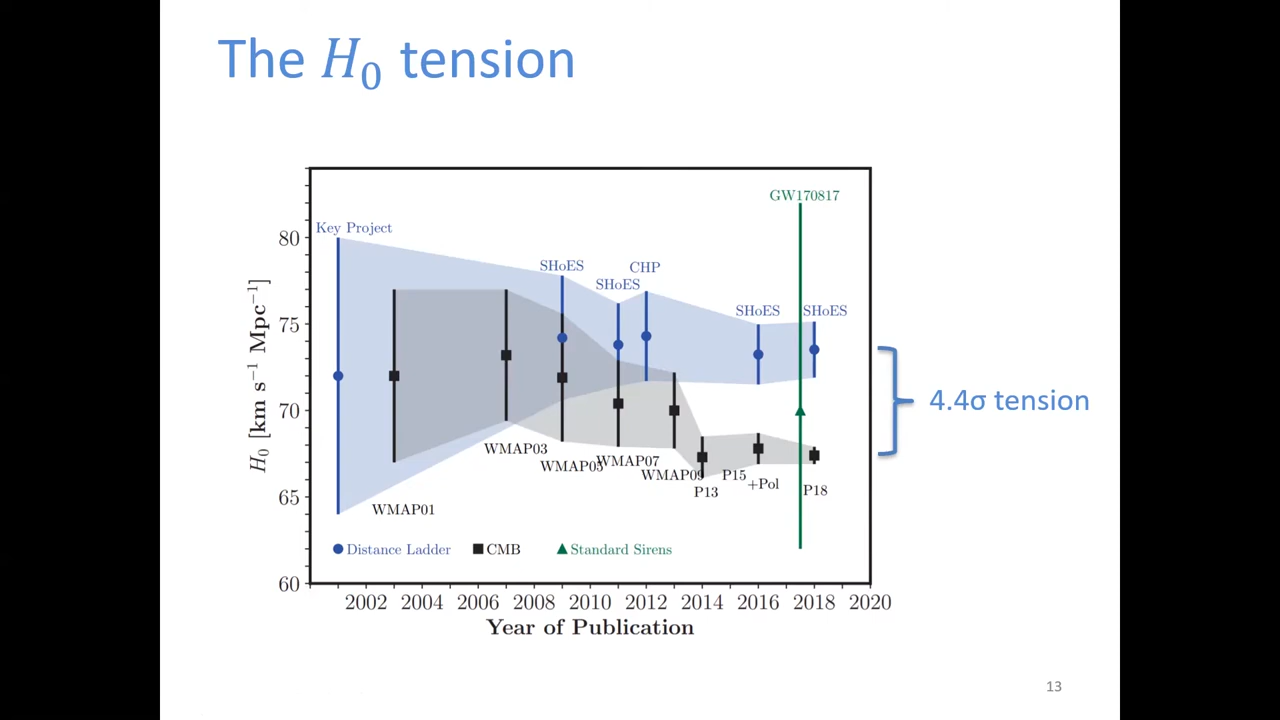 The H₀ tension
GW170817
Key Project
80
SHoES
CHP
SHoES
75
SHoES
SHoES
H₀ [km s⁻¹ Mpc⁻¹]
4.4σ tension
70
WMAP03
WMAP05
WMAP07
WMAP09
P15
+Pol
P13
P18
65
WMAP01
Distance Ladder
CMB
Standard Sirens
60
2002 2004 2006 2008 2010 2012 2014 2016 2018 2020
Year of Publication
13